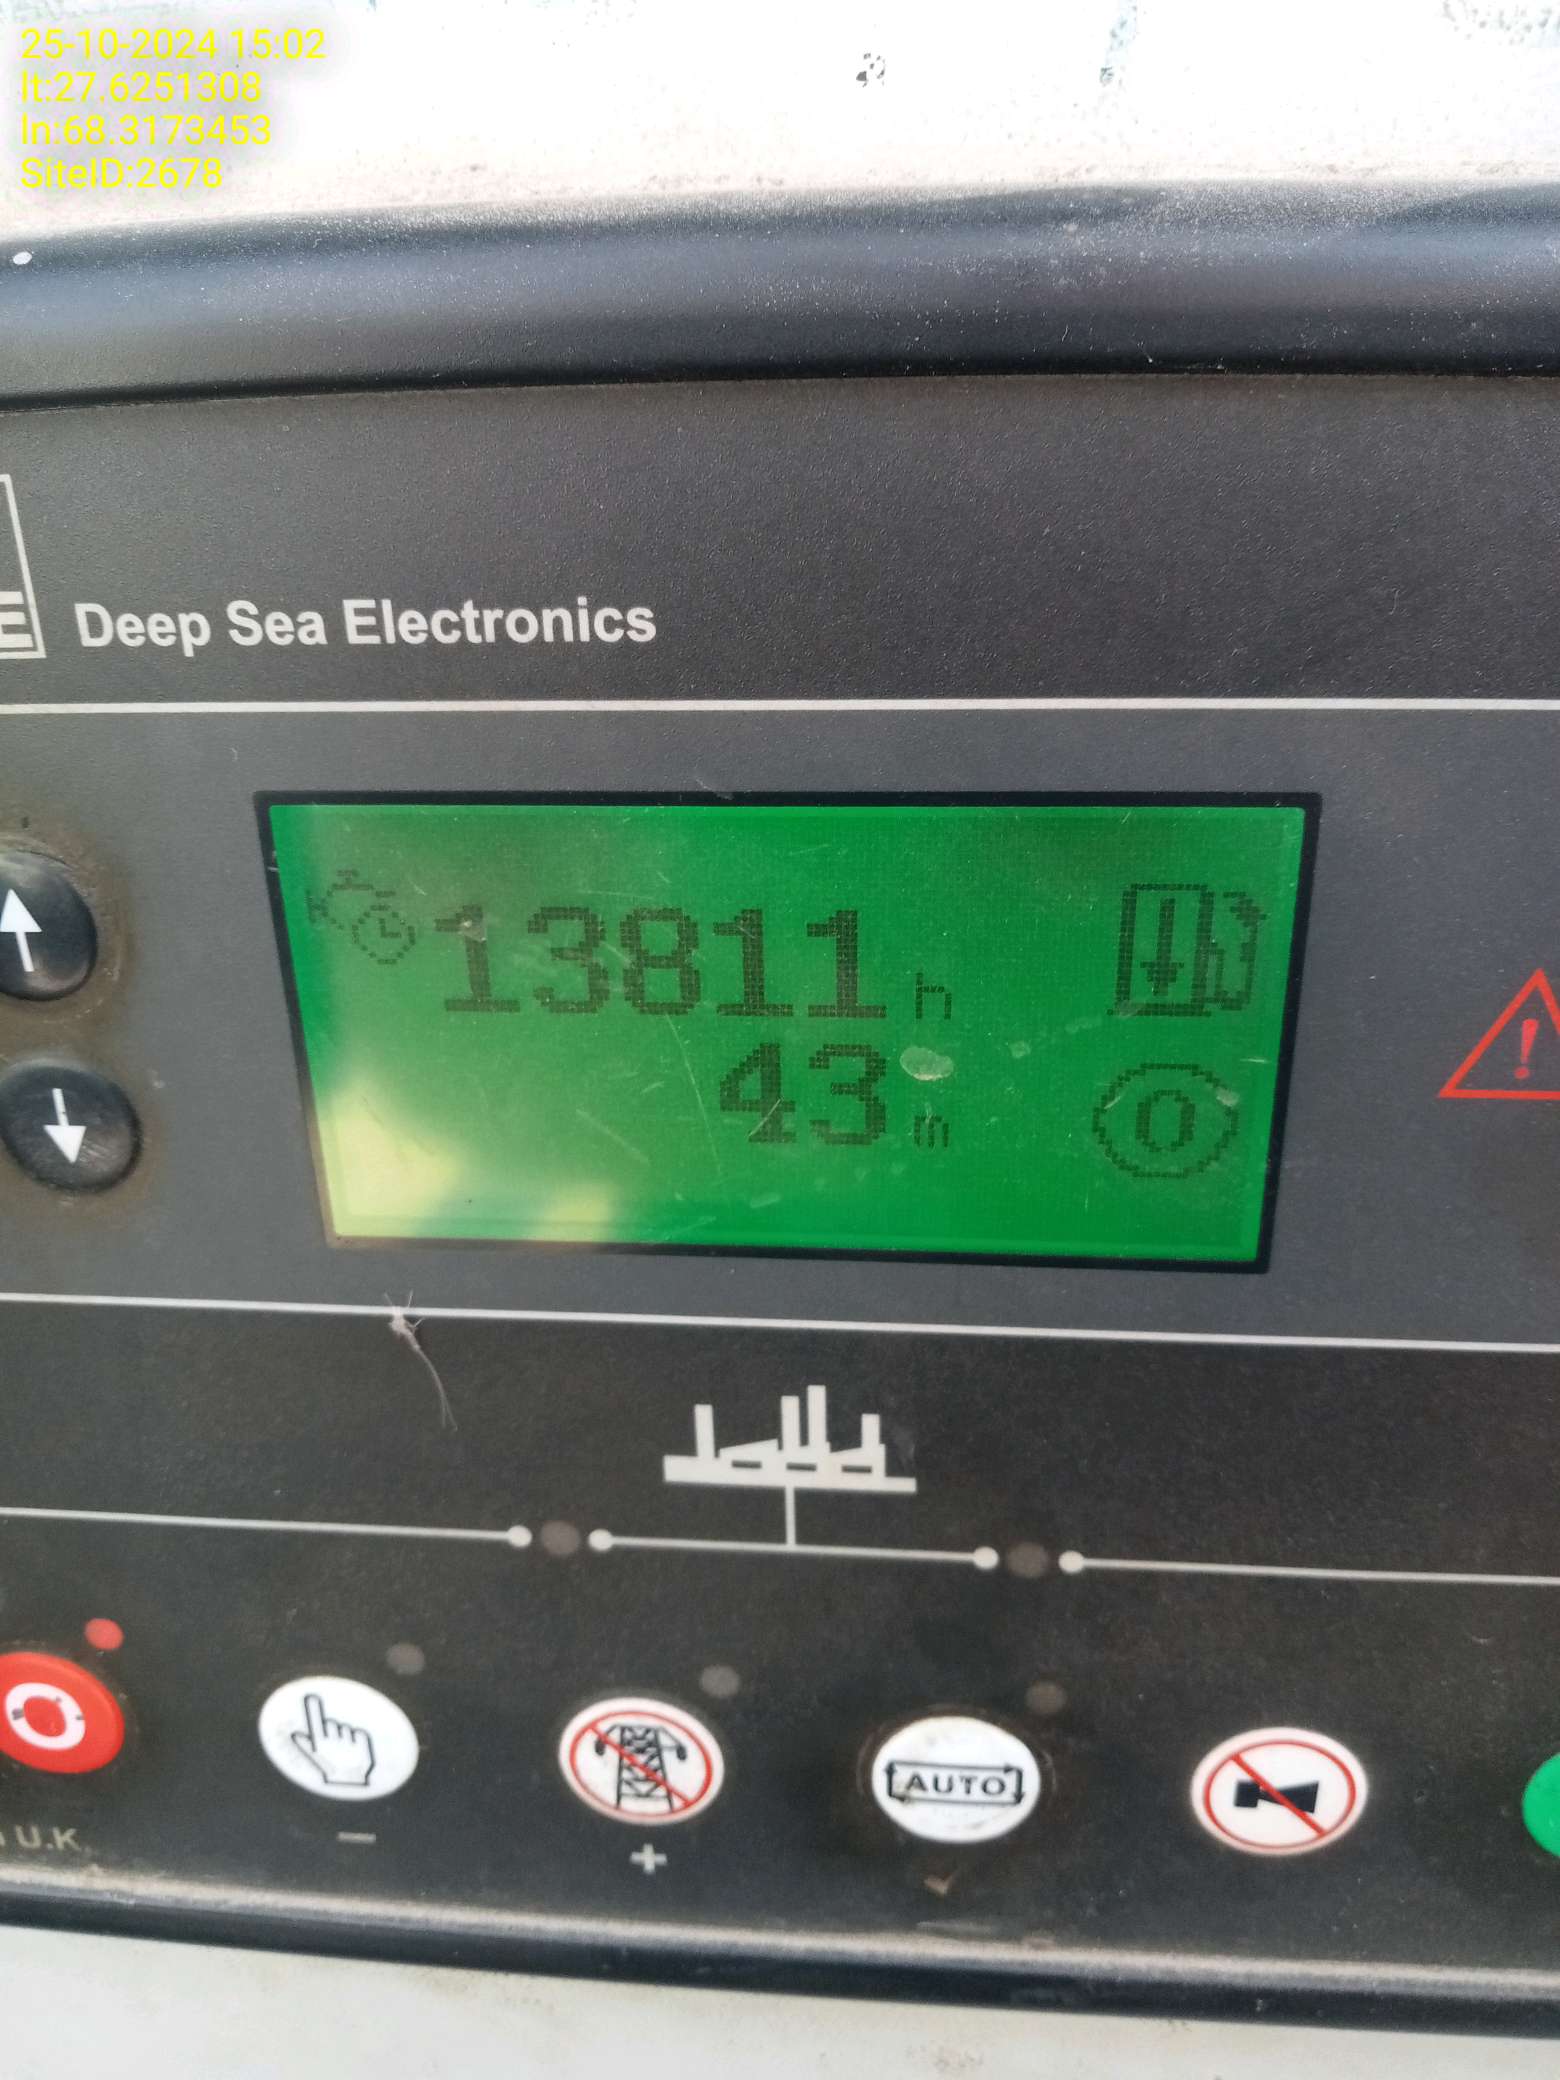 25-10-2024 15:02
lt:27.6251308
ln:68.3173453
SiteID:2678
E Deep Sea Electronics
13811 h
43 m
0
AUTO
U.K.
− +